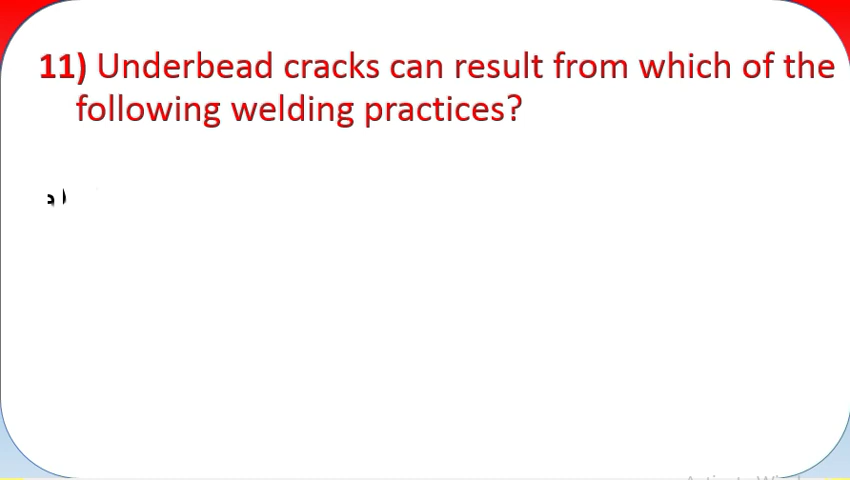 11) Underbead cracks can result from which of the
following welding practices?